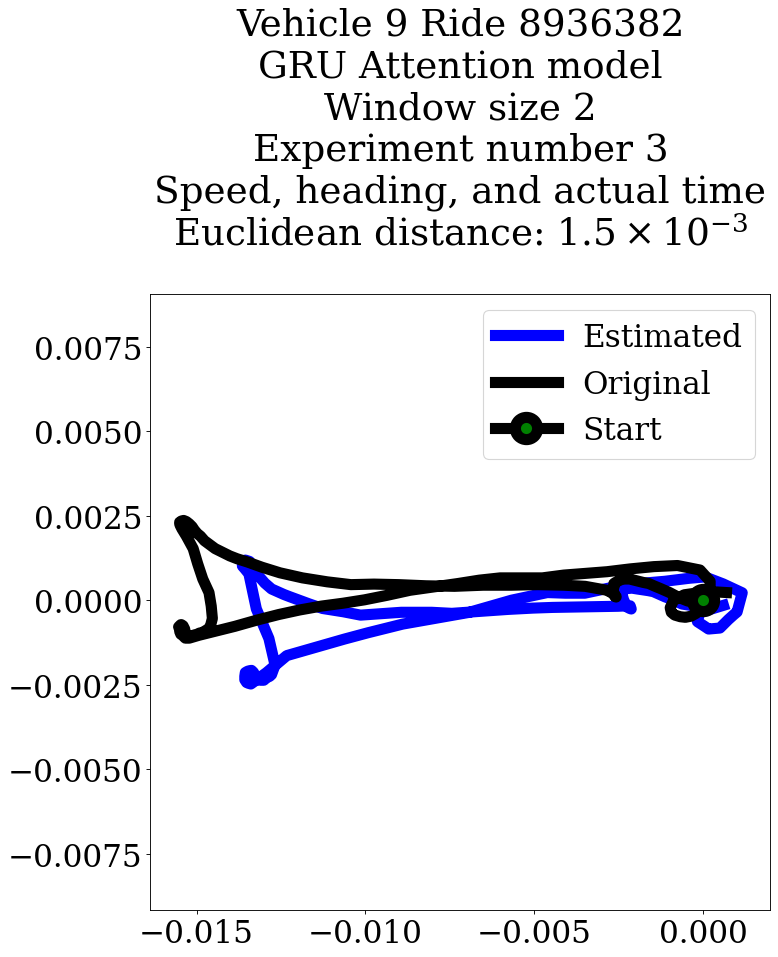 Vehicle 9 Ride 8936382
GRU Attention model
Window size 2
Experiment number 3
Speed, heading, and actual time
Euclidean distance: 1.5 × 10⁻³
Estimated
Original
Start
0.0075
0.0050
0.0025
0.0000
−0.0025
−0.0050
−0.0075
−0.015
−0.010
−0.005
0.000